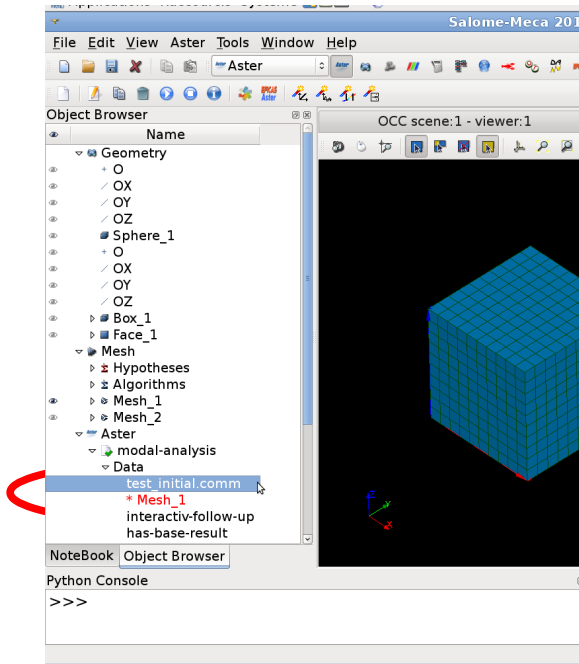 Salome-Meca 201
File Edit View Aster Tools Window Help
Aster
Object Browser
Name
Geometry
O
OX
OY
OZ
Sphere_1
O
OX
OY
OZ
Box_1
Face_1
Mesh
Hypotheses
Algorithms
Mesh_1
Mesh_2
Aster
modal-analysis
Data
test_initial.comm
* Mesh_1
interactiv-follow-up
has-base-result
NoteBook Object Browser
OCC scene:1 - viewer:1
Z
Y
X
Python Console
>>>